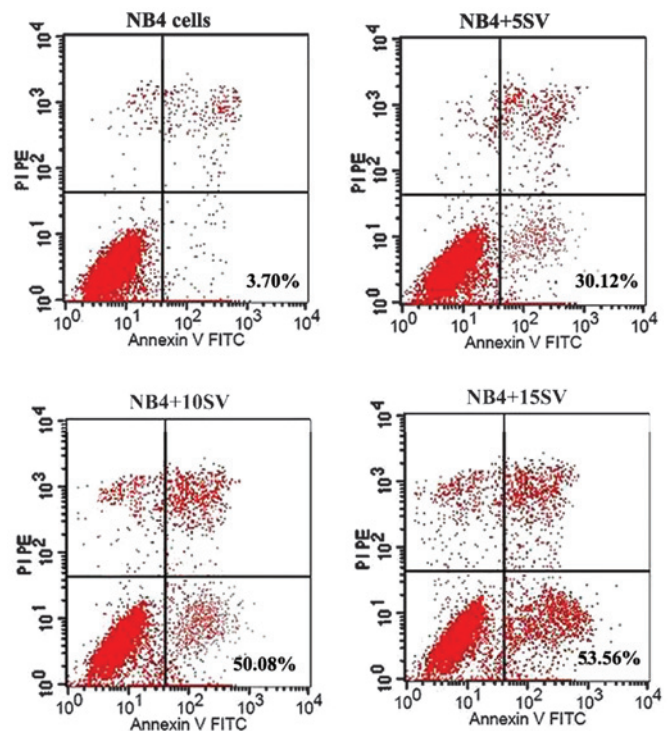 NB4 cells
PI PE
10⁰ 10¹ 10² 10³ 10⁴
3.70%
10⁰ 10¹ 10² 10³ 10⁴
Annexin V FITC
NB4+5SV
PI PE
10⁰ 10¹ 10² 10³ 10⁴
30.12%
10⁰ 10¹ 10² 10³ 10⁴
Annexin V FITC
NB4+10SV
PI PE
10⁰ 10¹ 10² 10³ 10⁴
50.08%
10⁰ 10¹ 10² 10³ 10⁴
Annexin V FITC
NB4+15SV
PI PE
10⁰ 10¹ 10² 10³ 10⁴
53.56%
10⁰ 10¹ 10² 10³ 10⁴
Annexin V FITC